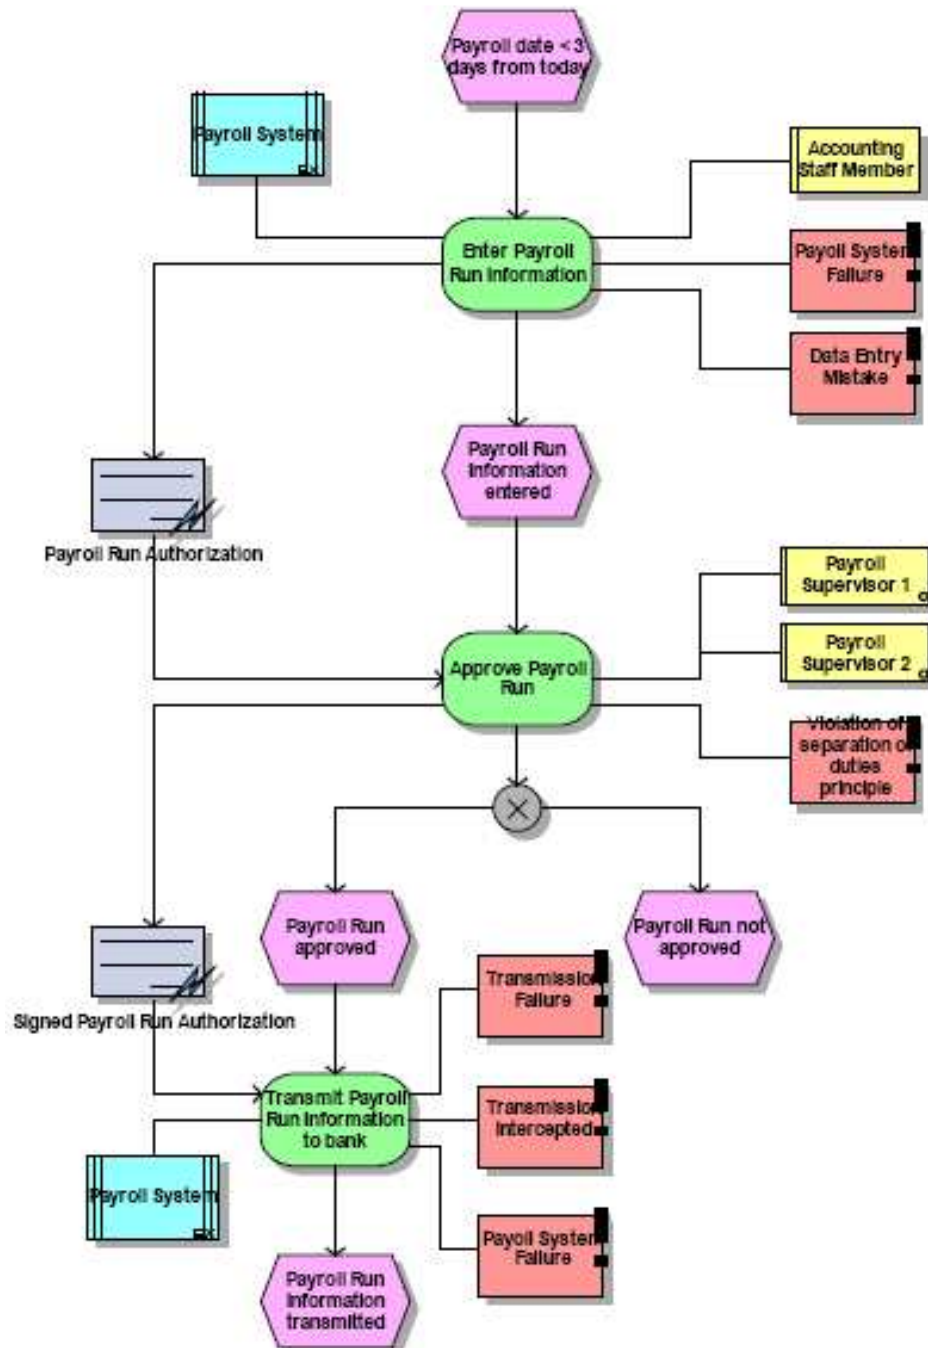 Payroll date < 3
days from today
Payroll System
EX
Accounting
Staff Member
Enter Payroll
Run Information
Payoll System
Failure
Data Entry
Mistake
Payroll Run
Information
entered
Payroll Run Authorization
Payroll
Supervisor 1
Approve Payroll
Run
Payroll
Supervisor 2
Violation of
separation of
duties
principle
Payroll Run
approved
Payroll Run not
approved
Transmission
Failure
Signed Payroll Run Authorization
Transmit Payroll
Run Information
to bank
Transmission
Intercepted
Payroll System
EX
Payoll System
Failure
Payroll Run
Information
transmitted